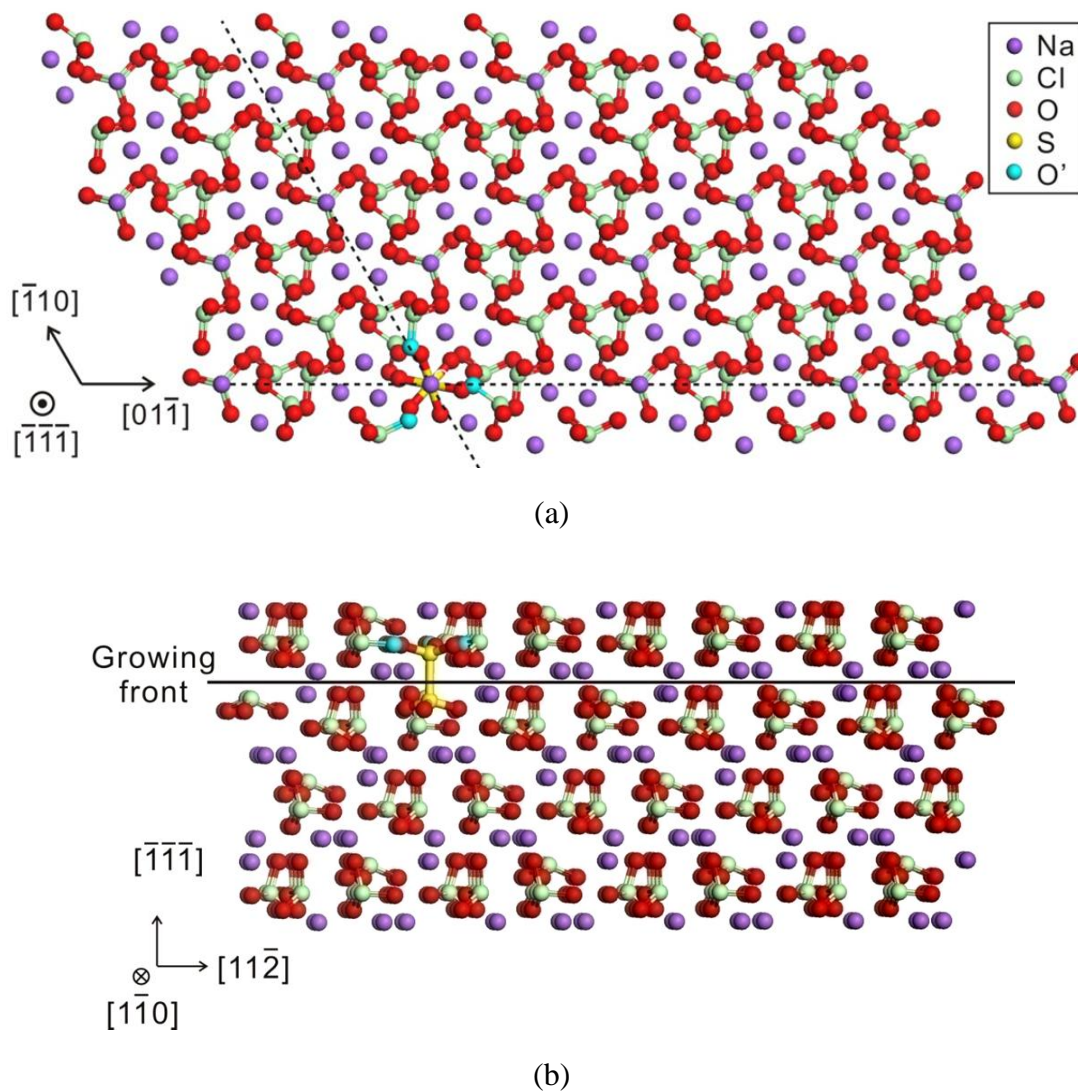 Na
Cl
O
S
O'
[1̄10]
[011̄]
[1̄1̄1̄]
(a)
Growing
front
[1̄1̄1̄]
[112̄]
[11̄0]
(b)